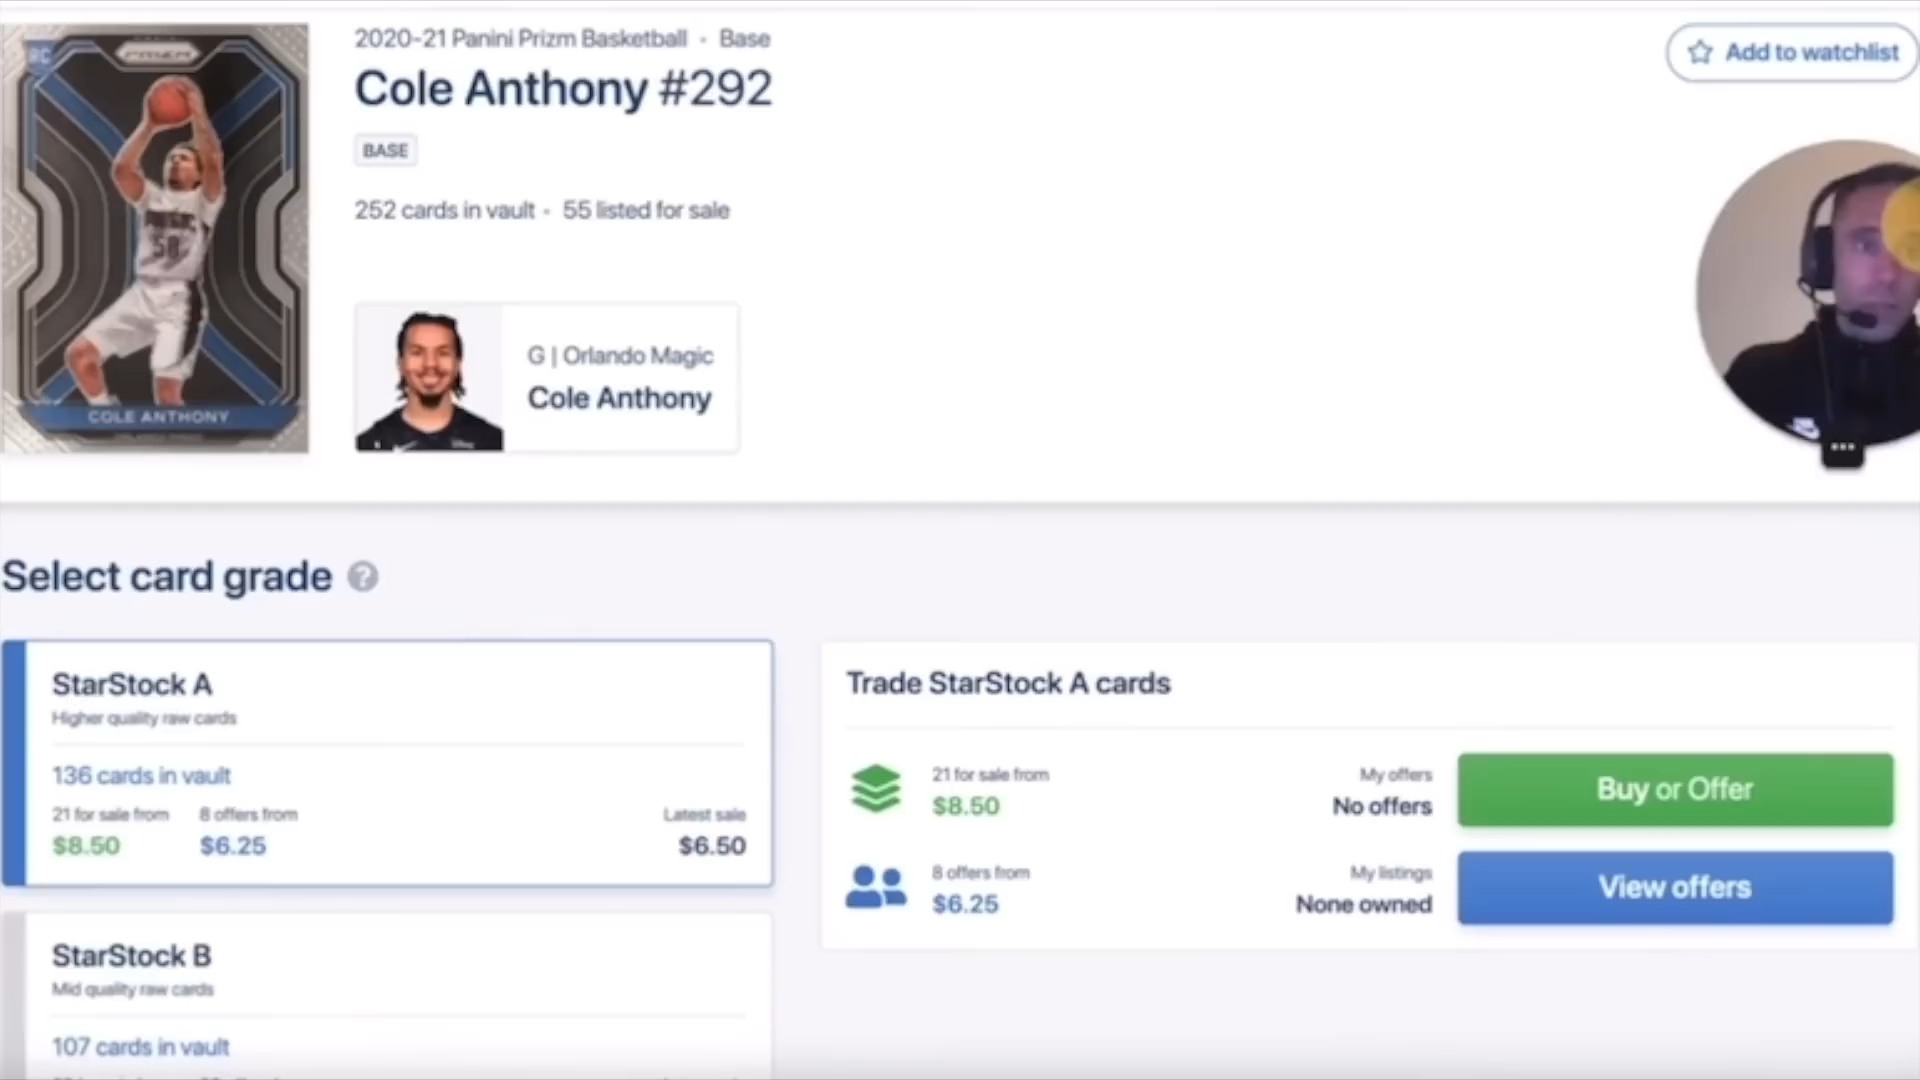 2020-21 Panini Prizm Basketball • Base
Cole Anthony #292
BASE
252 cards in vault • 55 listed for sale
G | Orlando Magic
Cole Anthony
Add to watchlist
RC
PRIZM
50
COLE ANTHONY
Select card grade ?
StarStock A
Higher quality raw cards
136 cards in vault
21 for sale from 8 offers from Latest sale
$8.50 $6.25 $6.50
StarStock B
Mid quality raw cards
107 cards in vault
Trade StarStock A cards
21 for sale from My offers
$8.50 No offers
Buy or Offer
8 offers from My listings
$6.25 None owned
View offers